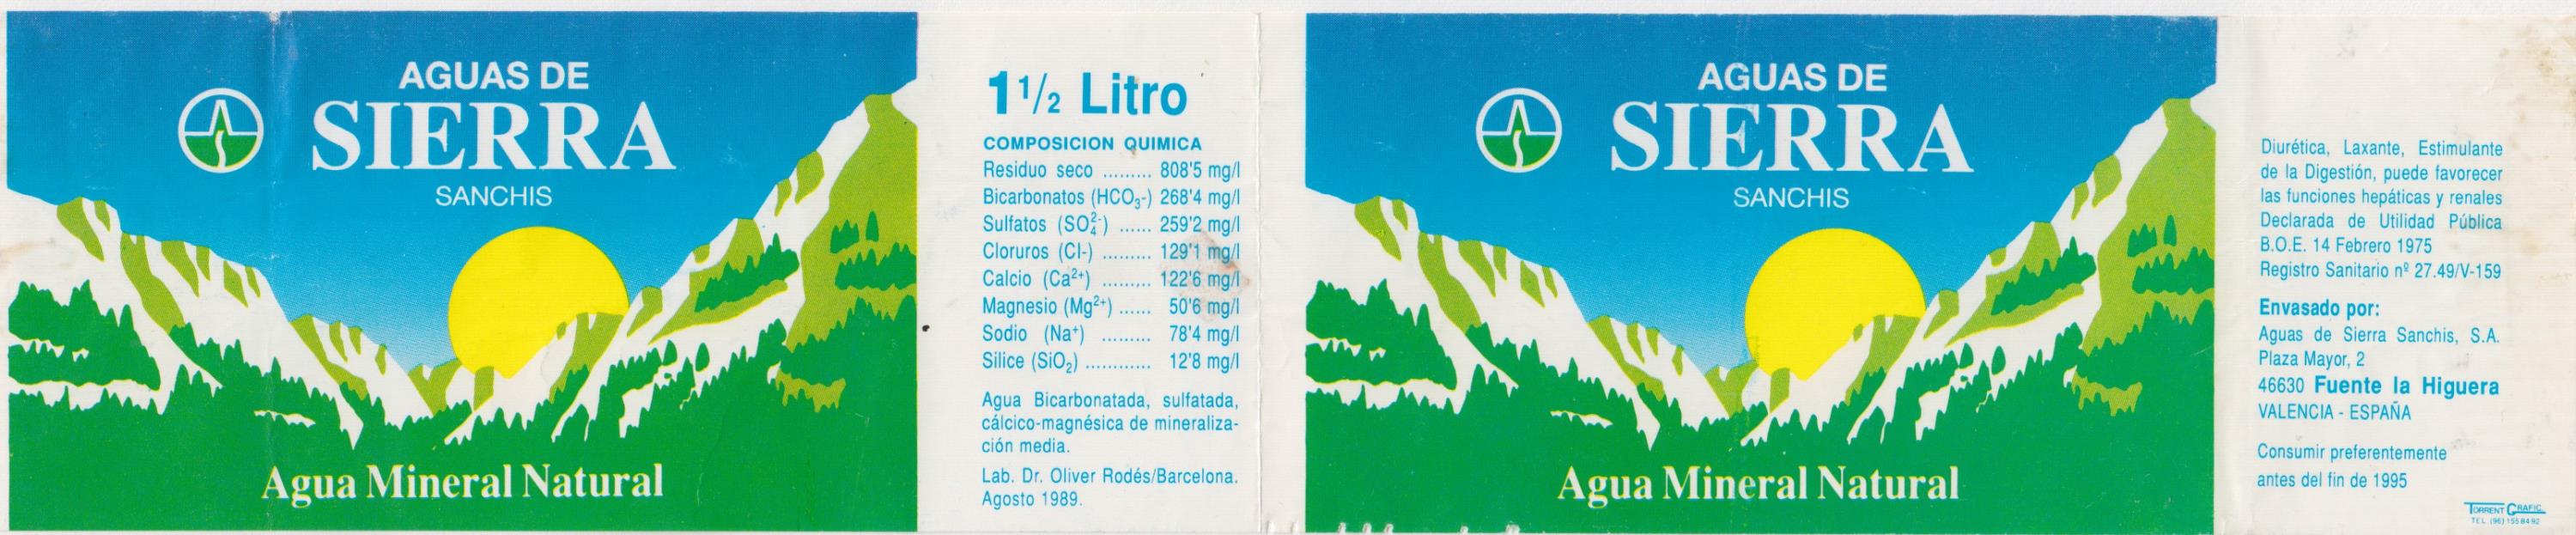 AGUAS DE
SIERRA
SANCHIS
Agua Mineral Natural
1 1/2 Litro
COMPOSICION QUIMICA
Residuo seco ......... 808'5 mg/l
Bicarbonatos (HCO₃-) 268'4 mg/l
Sulfatos (SO₄²⁻) ...... 259'2 mg/l
Cloruros (Cl-) ......... 129'1 mg/l
Calcio (Ca²⁺) ......... 122'6 mg/l
Magnesio (Mg²⁺) ...... 50'6 mg/l
Sodio (Na⁺) ......... 78'4 mg/l
Silice (SiO₂) ............ 12'8 mg/l
Agua Bicarbonatada, sulfatada,
cálcico-magnésica de mineraliza-
ción media.
Lab. Dr. Oliver Rodés/Barcelona.
Agosto 1989.
AGUAS DE
SIERRA
SANCHIS
Agua Mineral Natural
Diurética, Laxante, Estimulante
de la Digestión, puede favorecer
las funciones hepáticas y renales
Declarada de Utilidad Pública
B.O.E. 14 Febrero 1975
Registro Sanitario nº 27.49/V-159
Envasado por:
Aguas de Sierra Sanchis, S.A.
Plaza Mayor, 2
46630 Fuente la Higuera
VALENCIA - ESPAÑA
Consumir preferentemente
antes del fin de 1995
TORRENT GRAFIC
TEL. (96) 155 84 92